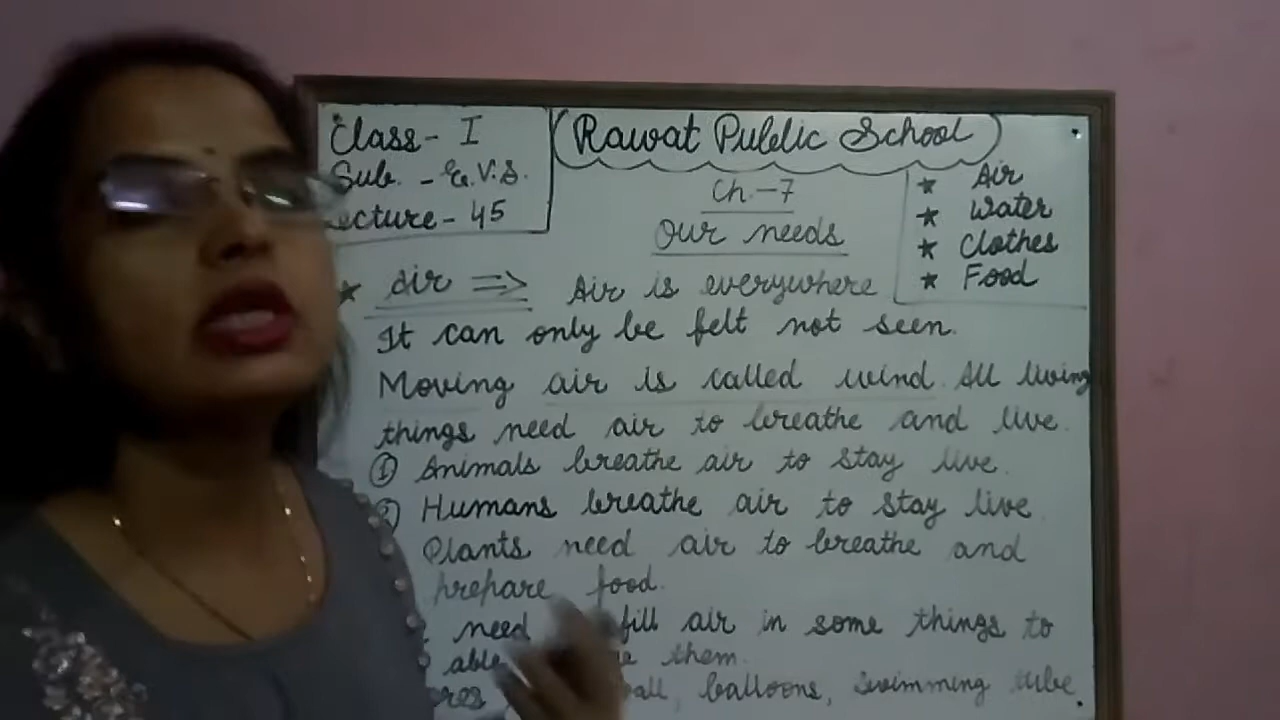 Class - I
Sub. - E.V.S.
Lecture - 45
Rawat Public School
Ch.-7
Our needs
★ Air
★ Water
★ Clothes
★ Food
★ Air => Air is everywhere
It can only be felt not seen.
Moving air is called wind. All living
things need air to breathe and live.
① Animals breathe air to stay live.
② Humans breathe air to stay live.
Plants need air to breathe and
prepare food.
need fill air in some things to
able them.
balloons, swimming tube.